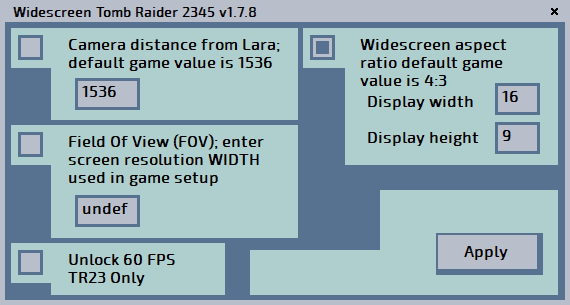 Widescreen Tomb Raider 2345 v1.7.8
Camera distance from Lara;
default game value is 1536
1536
Field Of View (FOV); enter
screen resolution WIDTH
used in game setup
undef
Unlock 60 FPS
TR23 Only
Widescreen aspect
ratio default game
value is 4:3
Display width 16
Display height 9
Apply